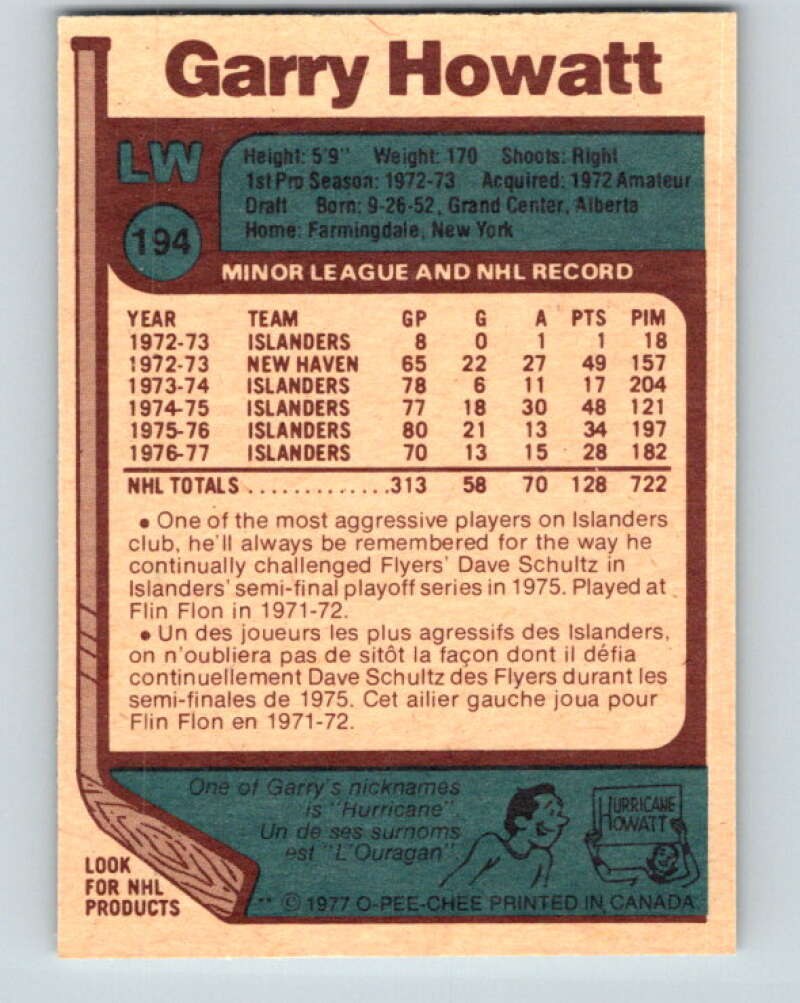 Garry Howatt
LW
194
Height: 5'9" Weight: 170 Shoots: Right
1st Pro Season: 1972-73 Acquired: 1972 Amateur
Draft Born: 9-26-52, Grand Center, Alberta
Home: Farmingdale, New York
MINOR LEAGUE AND NHL RECORD
YEAR TEAM GP G A PTS PIM
1972-73 ISLANDERS 8 0 1 1 18
1972-73 NEW HAVEN 65 22 27 49 157
1973-74 ISLANDERS 78 6 11 17 204
1974-75 ISLANDERS 77 18 30 48 121
1975-76 ISLANDERS 80 21 13 34 197
1976-77 ISLANDERS 70 13 15 28 182
NHL TOTALS .............313 58 70 128 722
• One of the most aggressive players on Islanders
club, he'll always be remembered for the way he
continually challenged Flyers' Dave Schultz in
Islanders' semi-final playoff series in 1975. Played at
Flin Flon in 1971-72.
• Un des joueurs les plus agressifs des Islanders,
on n'oubliera pas de sitôt la façon dont il défia
continuellement Dave Schultz des Flyers durant les
semi-finales de 1975. Cet ailier gauche joua pour
Flin Flon en 1971-72.
One of Garry's nicknames
is "Hurricane".
Un de ses surnoms
est "L'Ouragan".
HURRICANE
HOWATT
LOOK
FOR NHL
PRODUCTS
** © 1977 O-PEE-CHEE PRINTED IN CANADA